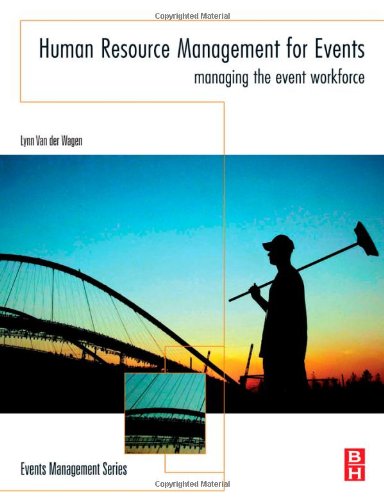 Copyrighted Material
Human Resource Management for Events
managing the event workforce
Lynn Van der Wagen
Events Management Series
B
H
Copyrighted Material